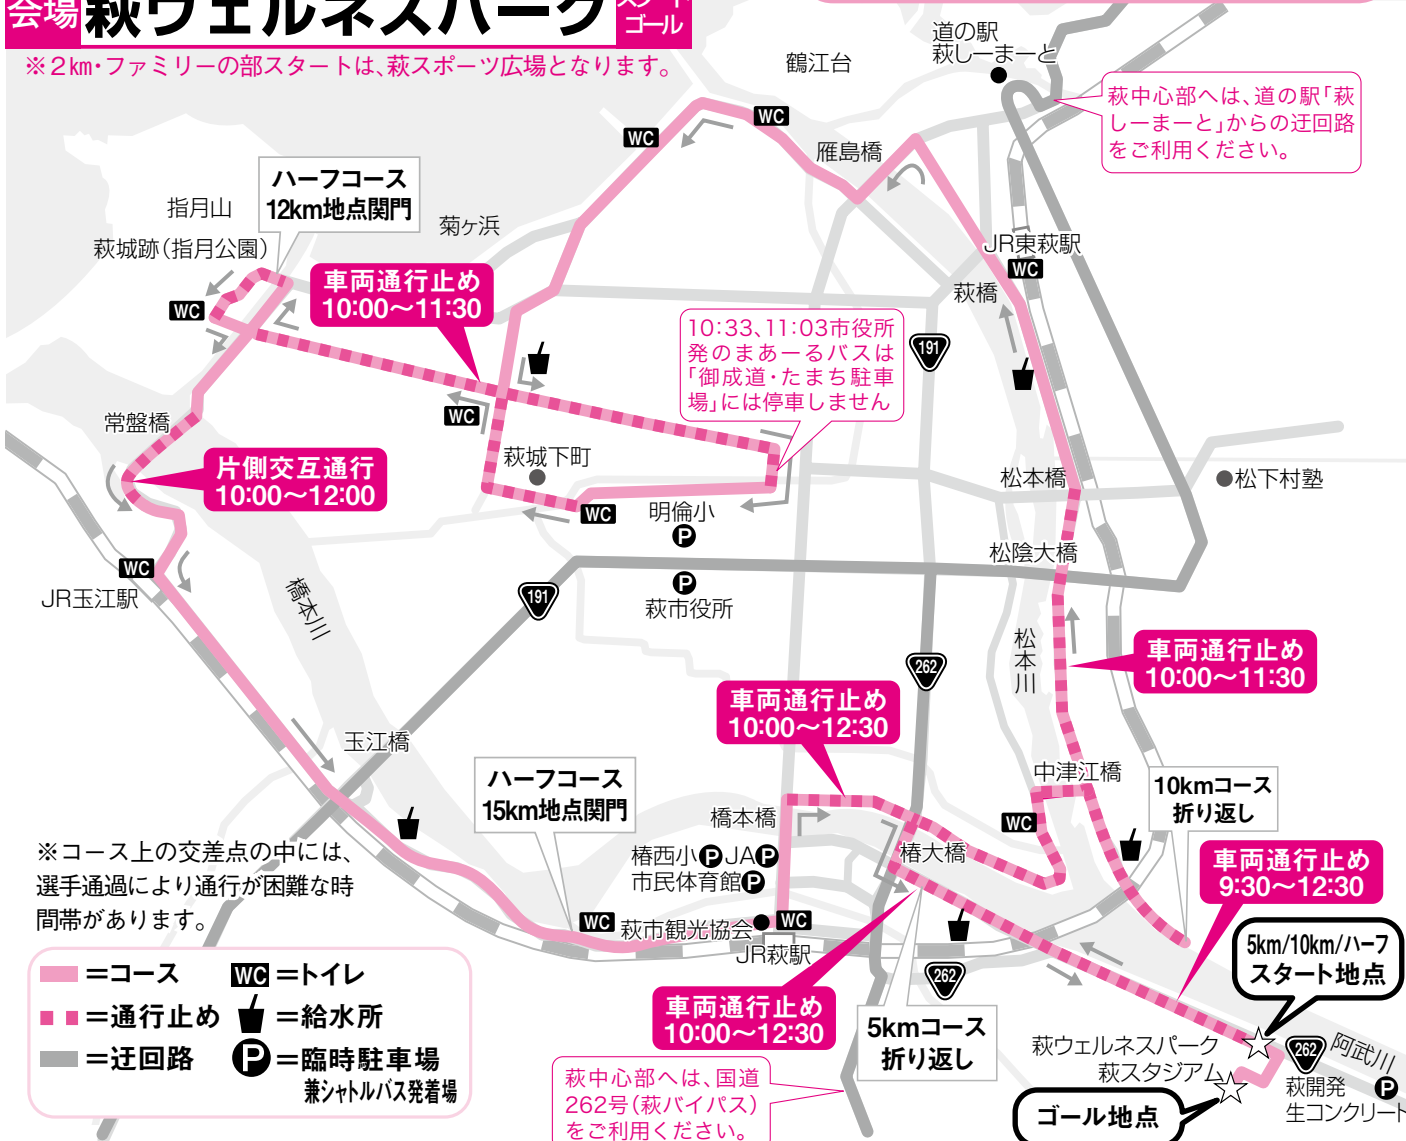 会場 萩ウェルネスパーク スタート
ゴール
※2km・ファミリーの部スタートは、萩スポーツ広場となります。
道の駅
萩しーまーと
鶴江台
萩中心部へは、道の駅「萩
しーまーと」からの迂回路
をご利用ください。
WC
WC
雁島橋
ハーフコース
12km地点関門
指月山
菊ヶ浜
萩城跡(指月公園)
JR東萩駅
WC
萩橋
車両通行止め
10:00〜11:30
WC
10:33、11:03市役所
発のまあーるバスは
「御成道・たまち駐車
場」には停車しません
191
常盤橋
WC
片側交互通行
10:00〜12:00
萩城下町
WC
明倫小
P
松本橋
松下村塾
松陰大橋
WC
JR玉江駅
橋本川
191
P
萩市役所
松本川
262
車両通行止め
10:00〜11:30
車両通行止め
10:00〜12:30
玉江橋
ハーフコース
15km地点関門
中津江橋
10kmコース
折り返し
橋本橋
WC
椿大橋
椿西小P JA P
市民体育館P
車両通行止め
9:30〜12:30
※コース上の交差点の中には、
選手通過により通行が困難な時
間帯があります。
WC
萩市観光協会
WC
JR萩駅
5km/10km/ハーフ
スタート地点
262
=コース
WC=トイレ
=通行止め
=給水所
=迂回路
P=臨時駐車場
兼シャトルバス発着場
車両通行止め
10:00〜12:30
5kmコース
折り返し
萩中心部へは、国道
262号(萩バイパス)
をご利用ください。
萩ウェルネスパーク
萩スタジアム
262
阿武川
P
萩開発
生コンクリート
ゴール地点